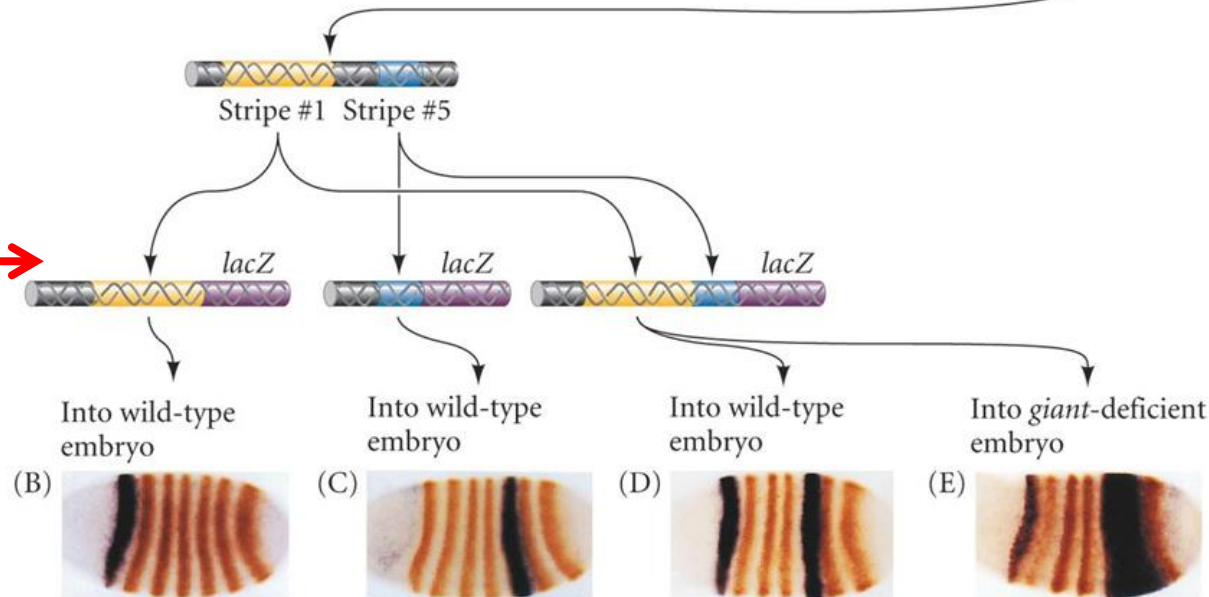 Stripe #1 Stripe #5
lacZ lacZ lacZ
Into wild-type
embryo
Into wild-type
embryo
Into wild-type
embryo
Into giant-deficient
embryo
(B) (C) (D) (E)